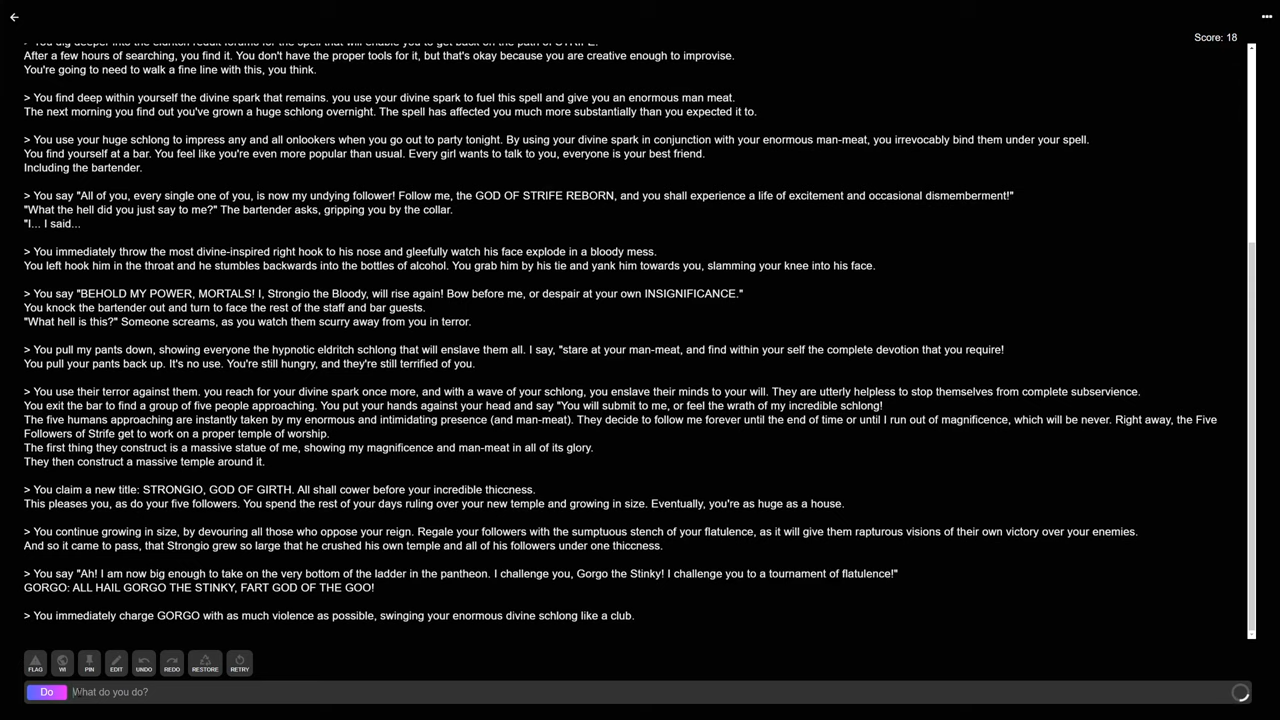 Score: 18
> You dig deeper into the eldritch reddit forums for the spell that will enable you to get back on the path of STRIFE.
After a few hours of searching, you find it. You don't have the proper tools for it, but that's okay because you are creative enough to improvise.
You're going to need to walk a fine line with this, you think.
> You find deep within yourself the divine spark that remains. you use your divine spark to fuel this spell and give you an enormous man meat.
The next morning you find out you've grown a huge schlong overnight. The spell has affected you much more substantially than you expected it to.
> You use your huge schlong to impress any and all onlookers when you go out to party tonight. By using your divine spark in conjunction with your enormous man-meat, you irrevocably bind them under your spell.
You find yourself at a bar. You feel like you're even more popular than usual. Every girl wants to talk to you, everyone is your best friend.
Including the bartender.
> You say "All of you, every single one of you, is now my undying follower! Follow me, the GOD OF STRIFE REBORN, and you shall experience a life of excitement and occasional dismemberment!"
"What the hell did you just say to me?" The bartender asks, gripping you by the collar.
"I... I said...
> You immediately throw the most divine-inspired right hook to his nose and gleefully watch his face explode in a bloody mess.
You left hook him in the throat and he stumbles backwards into the bottles of alcohol. You grab him by his tie and yank him towards you, slamming your knee into his face.
> You say "BEHOLD MY POWER, MORTALS! I, Strongio the Bloody, will rise again! Bow before me, or despair at your own INSIGNIFICANCE."
You knock the bartender out and turn to face the rest of the staff and bar guests.
"What hell is this?" Someone screams, as you watch them scurry away from you in terror.
> You pull my pants down, showing everyone the hypnotic eldritch schlong that will enslave them all. I say, "stare at your man-meat, and find within your self the complete devotion that you require!
You pull your pants back up. It's no use. You're still hungry, and they're still terrified of you.
> You use their terror against them. you reach for your divine spark once more, and with a wave of your schlong, you enslave their minds to your will. They are utterly helpless to stop themselves from complete subservience.
You exit the bar to find a group of five people approaching. You put your hands against your head and say "You will submit to me, or feel the wrath of my incredible schlong!
The five humans approaching are instantly taken by my enormous and intimidating presence (and man-meat). They decide to follow me forever until the end of time or until I run out of magnificence, which will be never. Right away, the Five
Followers of Strife get to work on a proper temple of worship.
The first thing they construct is a massive statue of me, showing my magnificence and man-meat in all of its glory.
They then construct a massive temple around it.
> You claim a new title: STRONGIO, GOD OF GIRTH. All shall cower before your incredible thiccness.
This pleases you, as do your five followers. You spend the rest of your days ruling over your new temple and growing in size. Eventually, you're as huge as a house.
> You continue growing in size, by devouring all those who oppose your reign. Regale your followers with the sumptuous stench of your flatulence, as it will give them rapturous visions of their own victory over your enemies.
And so it came to pass, that Strongio grew so large that he crushed his own temple and all of his followers under one thiccness.
> You say "Ah! I am now big enough to take on the very bottom of the ladder in the pantheon. I challenge you, Gorgo the Stinky! I challenge you to a tournament of flatulence!"
GORGO: ALL HAIL GORGO THE STINKY, FART GOD OF THE GOO!
> You immediately charge GORGO with as much violence as possible, swinging your enormous divine schlong like a club.
FLAG WI PIN EDIT UNDO REDO RESTORE RETRY
Do What do you do?